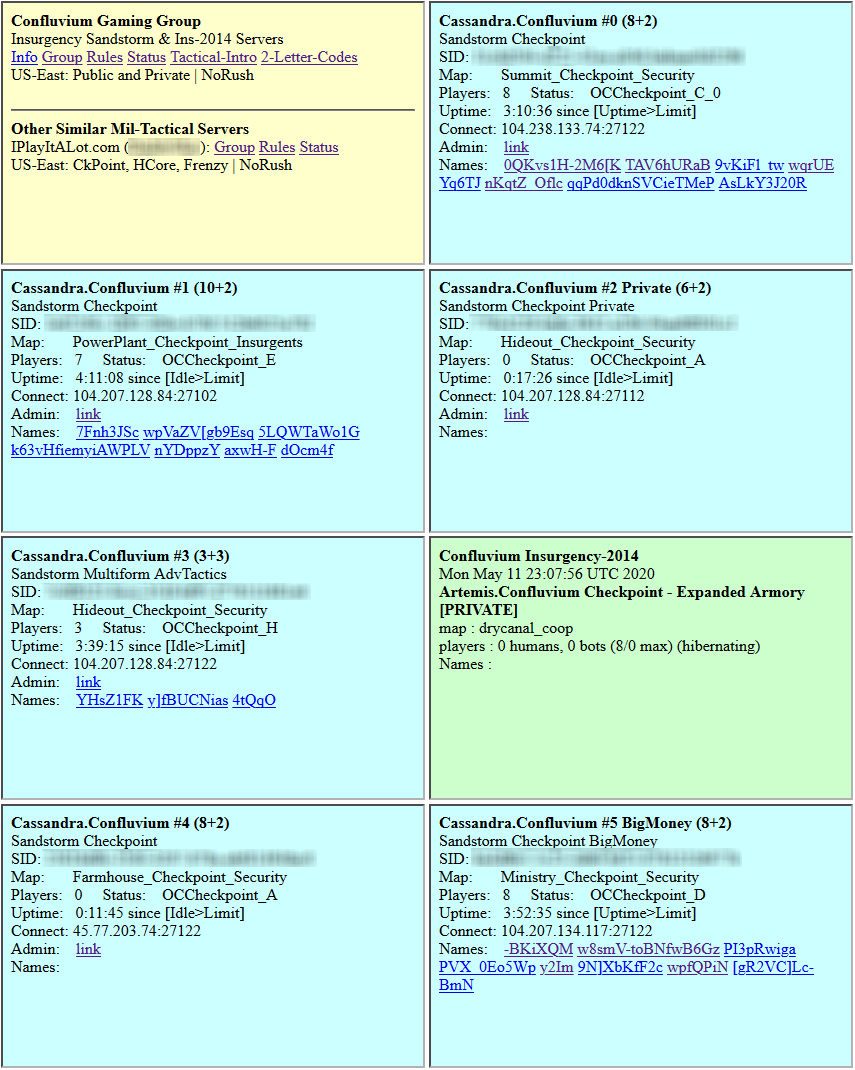 Confluvium Gaming Group
Insurgency Sandstorm & Ins-2014 Servers
Info Group Rules Status Tactical-Intro 2-Letter-Codes
US-East: Public and Private | NoRush
Other Similar Mil-Tactical Servers
IPlayItALot.com ( ): Group Rules Status
US-East: CkPoint, HCore, Frenzy | NoRush
Cassandra.Confluvium #0 (8+2)
Sandstorm Checkpoint
SID:
Map: Summit_Checkpoint_Security
Players: 8 Status: OCCheckpoint_C_0
Uptime: 3:10:36 since [Uptime>Limit]
Connect: 104.238.133.74:27122
Admin: link
Names: 0QKvs1H-2M6[K TAV6hURaB 9vKiFl_tw wqrUE
Yq6TJ nKqtZ_Oflc qqPd0dknSVCieTMeP AsLkY3J20R
Cassandra.Confluvium #1 (10+2)
Sandstorm Checkpoint
SID:
Map: PowerPlant_Checkpoint_Insurgents
Players: 7 Status: OCCheckpoint_E
Uptime: 4:11:08 since [Idle>Limit]
Connect: 104.207.128.84:27102
Admin: link
Names: 7Fnh3JSc wpVaZV[gb9Esq 5LQWTaWo1G
k63vHfiemyiAWPLV nYDppzY axwH-F dOcm4f
Cassandra.Confluvium #2 Private (6+2)
Sandstorm Checkpoint Private
SID:
Map: Hideout_Checkpoint_Security
Players: 0 Status: OCCheckpoint_A
Uptime: 0:17:26 since [Idle>Limit]
Connect: 104.207.128.84:27112
Admin: link
Names:
Cassandra.Confluvium #3 (3+3)
Sandstorm Multiform AdvTactics
SID:
Map: Hideout_Checkpoint_Security
Players: 3 Status: OCCheckpoint_H
Uptime: 3:39:15 since [Idle>Limit]
Connect: 104.207.128.84:27122
Admin: link
Names: YHsZ1FK y]fBUCNias 4tQqO
Confluvium Insurgency-2014
Mon May 11 23:07:56 UTC 2020
Artemis.Confluvium Checkpoint - Expanded Armory
[PRIVATE]
map : drycanal_coop
players : 0 humans, 0 bots (8/0 max) (hibernating)
Names :
Cassandra.Confluvium #4 (8+2)
Sandstorm Checkpoint
SID:
Map: Farmhouse_Checkpoint_Security
Players: 0 Status: OCCheckpoint_A
Uptime: 0:11:45 since [Idle>Limit]
Connect: 45.77.203.74:27122
Admin: link
Names:
Cassandra.Confluvium #5 BigMoney (8+2)
Sandstorm Checkpoint BigMoney
SID:
Map: Ministry_Checkpoint_Security
Players: 8 Status: OCCheckpoint_D
Uptime: 3:52:35 since [Uptime>Limit]
Connect: 104.207.134.117:27122
Names: -BKiXQM w8smV-toBNfwB6Gz PI3pRwiga
PVX_0Eo5Wp y2Im 9N]XbKfF2c wpfQPiN [gR2VC]Lc-
BmN